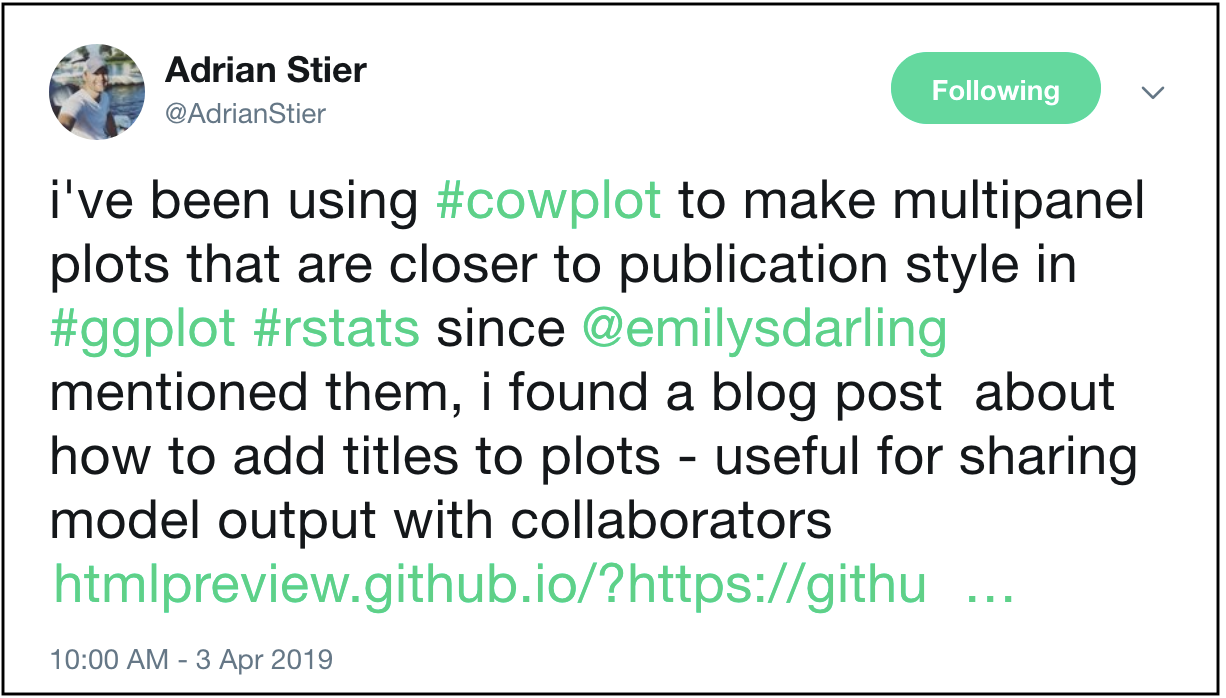 Adrian Stier
@AdrianStier
Following
i've been using #cowplot to make multipanel
plots that are closer to publication style in
#ggplot #rstats since @emilysdarling
mentioned them, i found a blog post  about
how to add titles to plots - useful for sharing
model output with collaborators
htmlpreview.github.io/?https://githu  …
10:00 AM - 3 Apr 2019